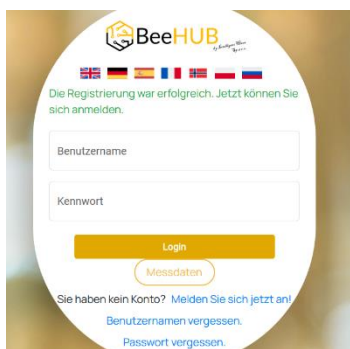 BeeHUB
Die Registrierung war erfolgreich. Jetzt können Sie
sich anmelden.
Benutzername
Kennwort
Login
Messdaten
Sie haben kein Konto? Melden Sie sich jetzt an!
Benutzernamen vergessen.
Passwort vergessen.